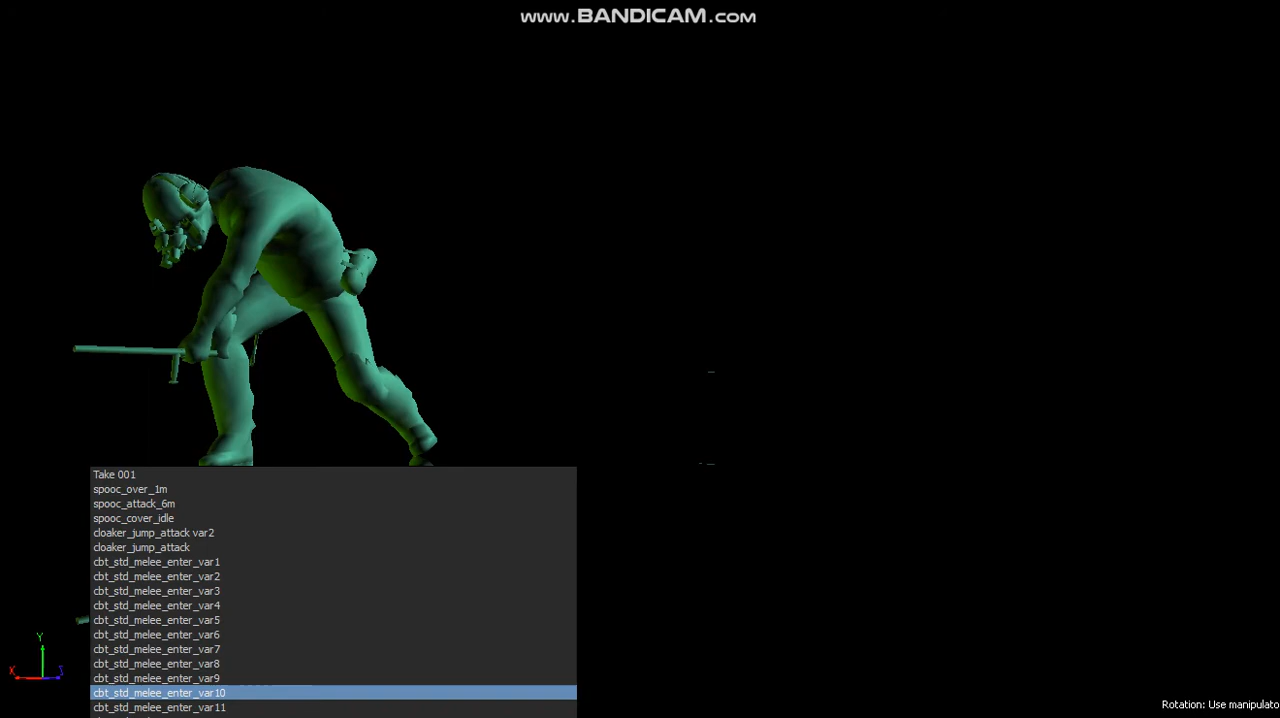 www.BANDICAM.com
Take 001
spooc_over_1m
spooc_attack_6m
spooc_cover_idle
cloaker_jump_attack var2
cloaker_jump_attack
cbt_std_melee_enter_var1
cbt_std_melee_enter_var2
cbt_std_melee_enter_var3
cbt_std_melee_enter_var4
cbt_std_melee_enter_var5
cbt_std_melee_enter_var6
cbt_std_melee_enter_var7
cbt_std_melee_enter_var8
cbt_std_melee_enter_var9
cbt_std_melee_enter_var10
cbt_std_melee_enter_var11
Y
X
Z
Rotation: Use manipulato